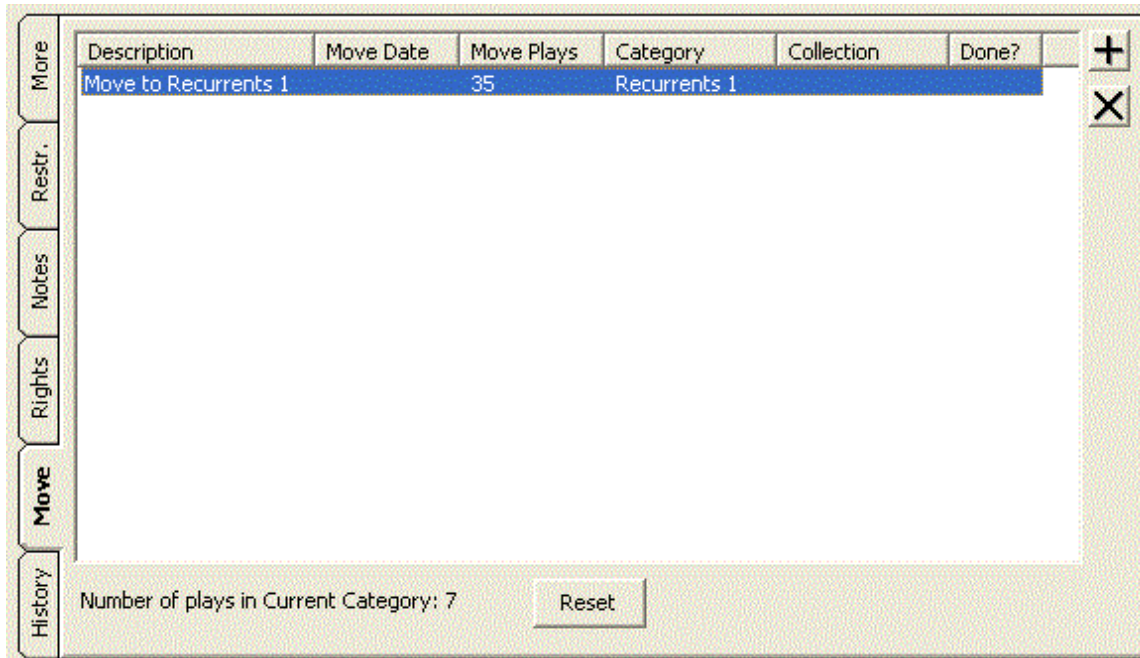 More
Restr.
Notes
Rights
Move
History
Description Move Date Move Plays Category Collection Done?
Move to Recurrents 1 35 Recurrents 1
Number of plays in Current Category: 7 Reset